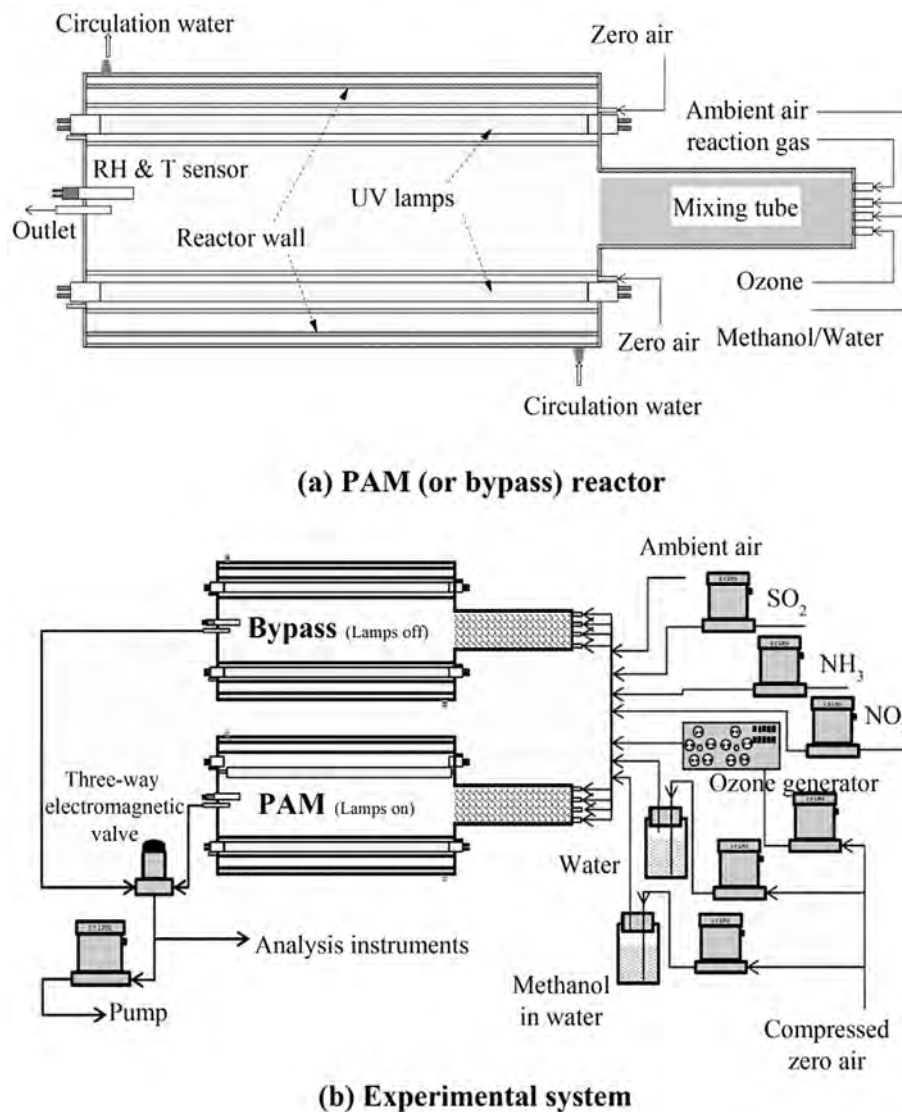 Circulation water
Zero air
Ambient air
reaction gas
RH & T sensor
UV lamps
Mixing tube
Outlet
Reactor wall
Ozone
Zero air
Methanol/Water
Circulation water
(a) PAM (or bypass) reactor
Ambient air
SO2
Bypass (Lamps off)
NH3
NO
Three-way
electromagnetic
valve
PAM (Lamps on)
Ozone generator
Water
Analysis instruments
Methanol
in water
Pump
Compressed
zero air
(b) Experimental system